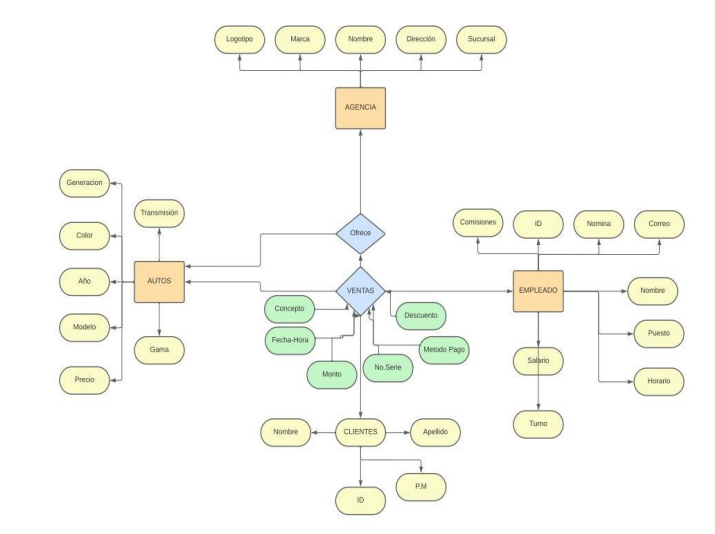 Logotipo
Marca
Nombre
Dirección
Sucursal
AGENCIA
Generacion
Transmisión
Color
Ofrece
Comisiones
ID
Nomina
Correo
AUTOS
Año
VENTAS
EMPLEADO
Nombre
Concepto
Descuento
Modelo
Fecha-Hora
Metodo Pago
Puesto
Gama
Monto
No.Serie
Salario
Precio
Horario
Turno
Nombre
CLIENTES
Apellido
P.M
ID